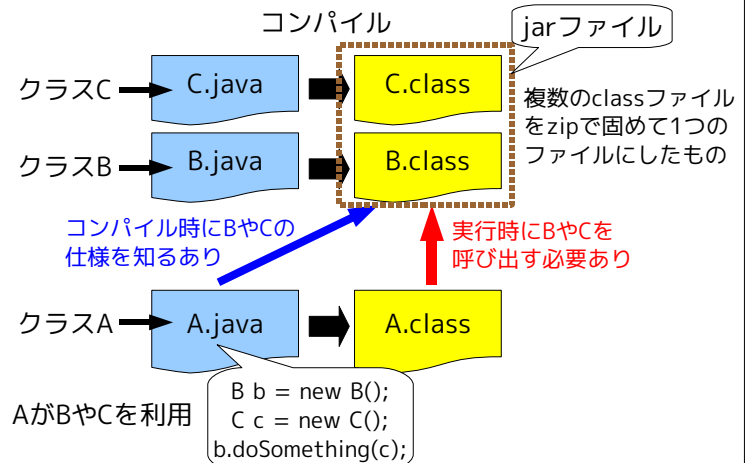 コンパイル
jarファイル
クラスC
C.java
C.class
複数のclassファイル
をzipで固めて1つの
ファイルにしたもの
クラスB
B.java
B.class
コンパイル時にBやCの
仕様を知るあり
実行時にBやCを
呼び出す必要あり
クラスA
A.java
A.class
AがBやCを利用
B b = new B();
C c = new C();
b.doSomething(c);